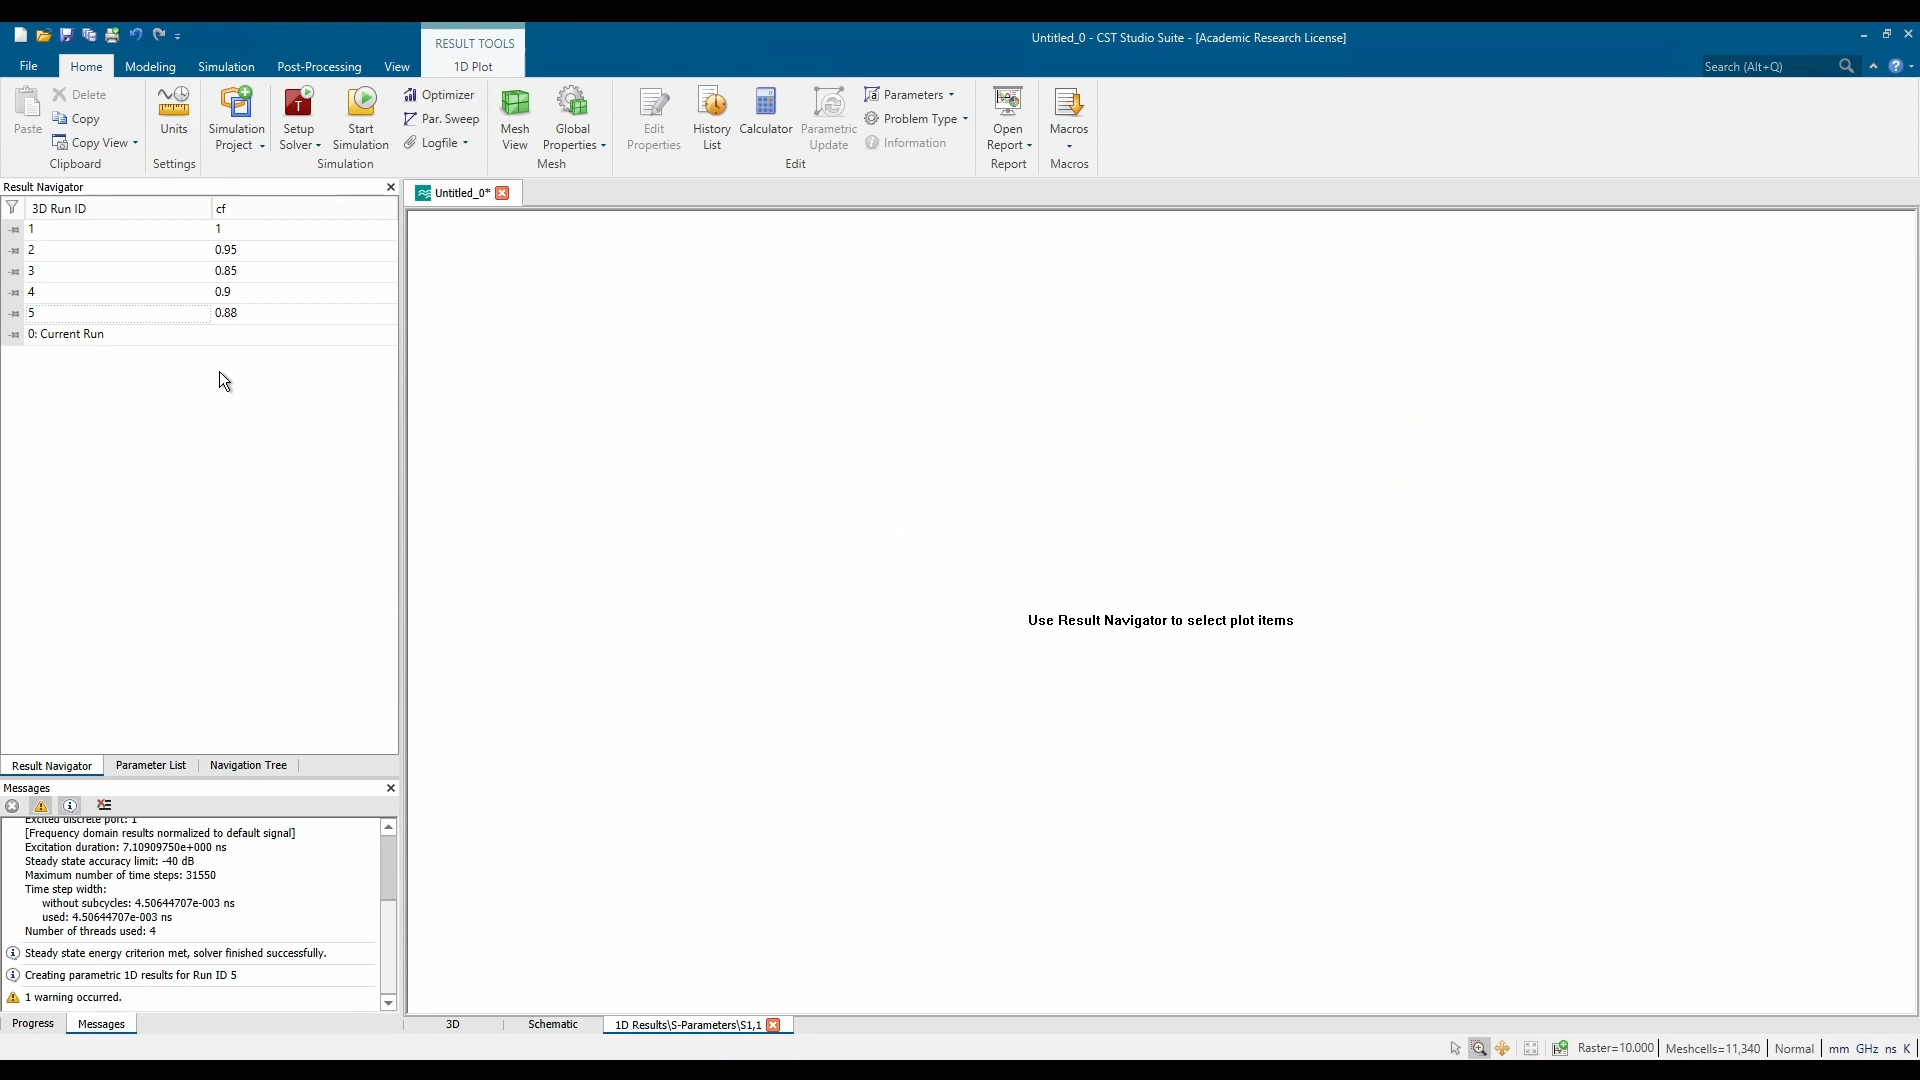 RESULT TOOLS
Untitled_0 - CST Studio Suite - [Academic Research License]
File Home Modeling Simulation Post-Processing View 1D Plot Search (Alt+Q)
Paste Delete Copy Copy View Clipboard
Units Settings
Simulation Project Setup Solver Start Simulation Optimizer Par. Sweep Logfile Simulation
Mesh View Global Properties Mesh
Edit Properties History List Calculator Parametric Update Parameters Problem Type Information Edit
Open Report Report
Macros Macros
Result Navigator
Untitled_0*
3D Run ID cf
1 1
2 0.95
3 0.85
4 0.9
5 0.88
0: Current Run
Use Result Navigator to select plot items
Result Navigator Parameter List Navigation Tree
Messages
Excited discrete port: 1
[Frequency domain results normalized to default signal]
Excitation duration: 7.10909750e+000 ns
Steady state accuracy limit: -40 dB
Maximum number of time steps: 31550
Time step width:
without subcycles: 4.50644707e-003 ns
used: 4.50644707e-003 ns
Number of threads used: 4
Steady state energy criterion met, solver finished successfully.
Creating parametric 1D results for Run ID 5
1 warning occurred.
Progress Messages
3D Schematic 1D Results\S-Parameters\S1,1
Raster=10.000 Meshcells=11,340 Normal mm GHz ns K